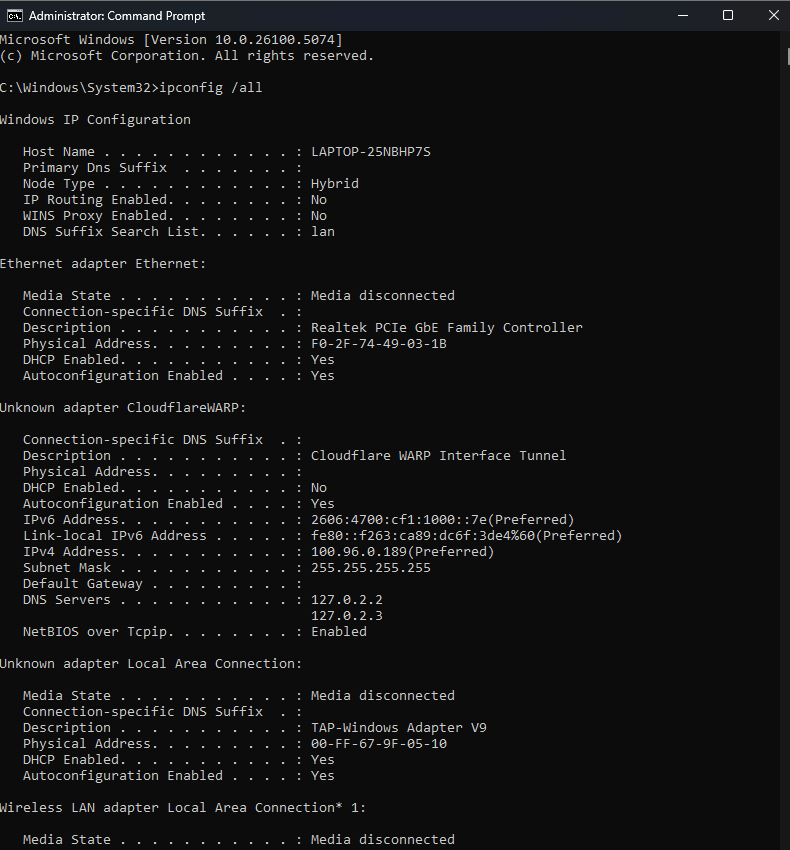 Administrator: Command Prompt
Microsoft Windows [Version 10.0.26100.5074]
(c) Microsoft Corporation. All rights reserved.
C:\Windows\System32>ipconfig /all
Windows IP Configuration
Host Name . . . . . . . . . . . . : LAPTOP-25NBHP7S
Primary Dns Suffix  . . . . . . . :
Node Type . . . . . . . . . . . . : Hybrid
IP Routing Enabled. . . . . . . . : No
WINS Proxy Enabled. . . . . . . . : No
DNS Suffix Search List. . . . . . : lan
Ethernet adapter Ethernet:
Media State . . . . . . . . . . . : Media disconnected
Connection-specific DNS Suffix  . :
Description . . . . . . . . . . . : Realtek PCIe GbE Family Controller
Physical Address. . . . . . . . . : F0-2F-74-49-03-1B
DHCP Enabled. . . . . . . . . . . : Yes
Autoconfiguration Enabled . . . . : Yes
Unknown adapter CloudflareWARP:
Connection-specific DNS Suffix  . :
Description . . . . . . . . . . . : Cloudflare WARP Interface Tunnel
Physical Address. . . . . . . . . :
DHCP Enabled. . . . . . . . . . . : No
Autoconfiguration Enabled . . . . : Yes
IPv6 Address. . . . . . . . . . . : 2606:4700:cf1:1000::7e(Preferred)
Link-local IPv6 Address . . . . . : fe80::f263:ca89:dc6f:3de4%60(Preferred)
IPv4 Address. . . . . . . . . . . : 100.96.0.189(Preferred)
Subnet Mask . . . . . . . . . . . : 255.255.255.255
Default Gateway . . . . . . . . . :
DNS Servers . . . . . . . . . . . : 127.0.2.2
127.0.2.3
NetBIOS over Tcpip. . . . . . . . : Enabled
Unknown adapter Local Area Connection:
Media State . . . . . . . . . . . : Media disconnected
Connection-specific DNS Suffix  . :
Description . . . . . . . . . . . : TAP-Windows Adapter V9
Physical Address. . . . . . . . . : 00-FF-67-9F-05-10
DHCP Enabled. . . . . . . . . . . : Yes
Autoconfiguration Enabled . . . . : Yes
Wireless LAN adapter Local Area Connection* 1:
Media State . . . . . . . . . . . : Media disconnected